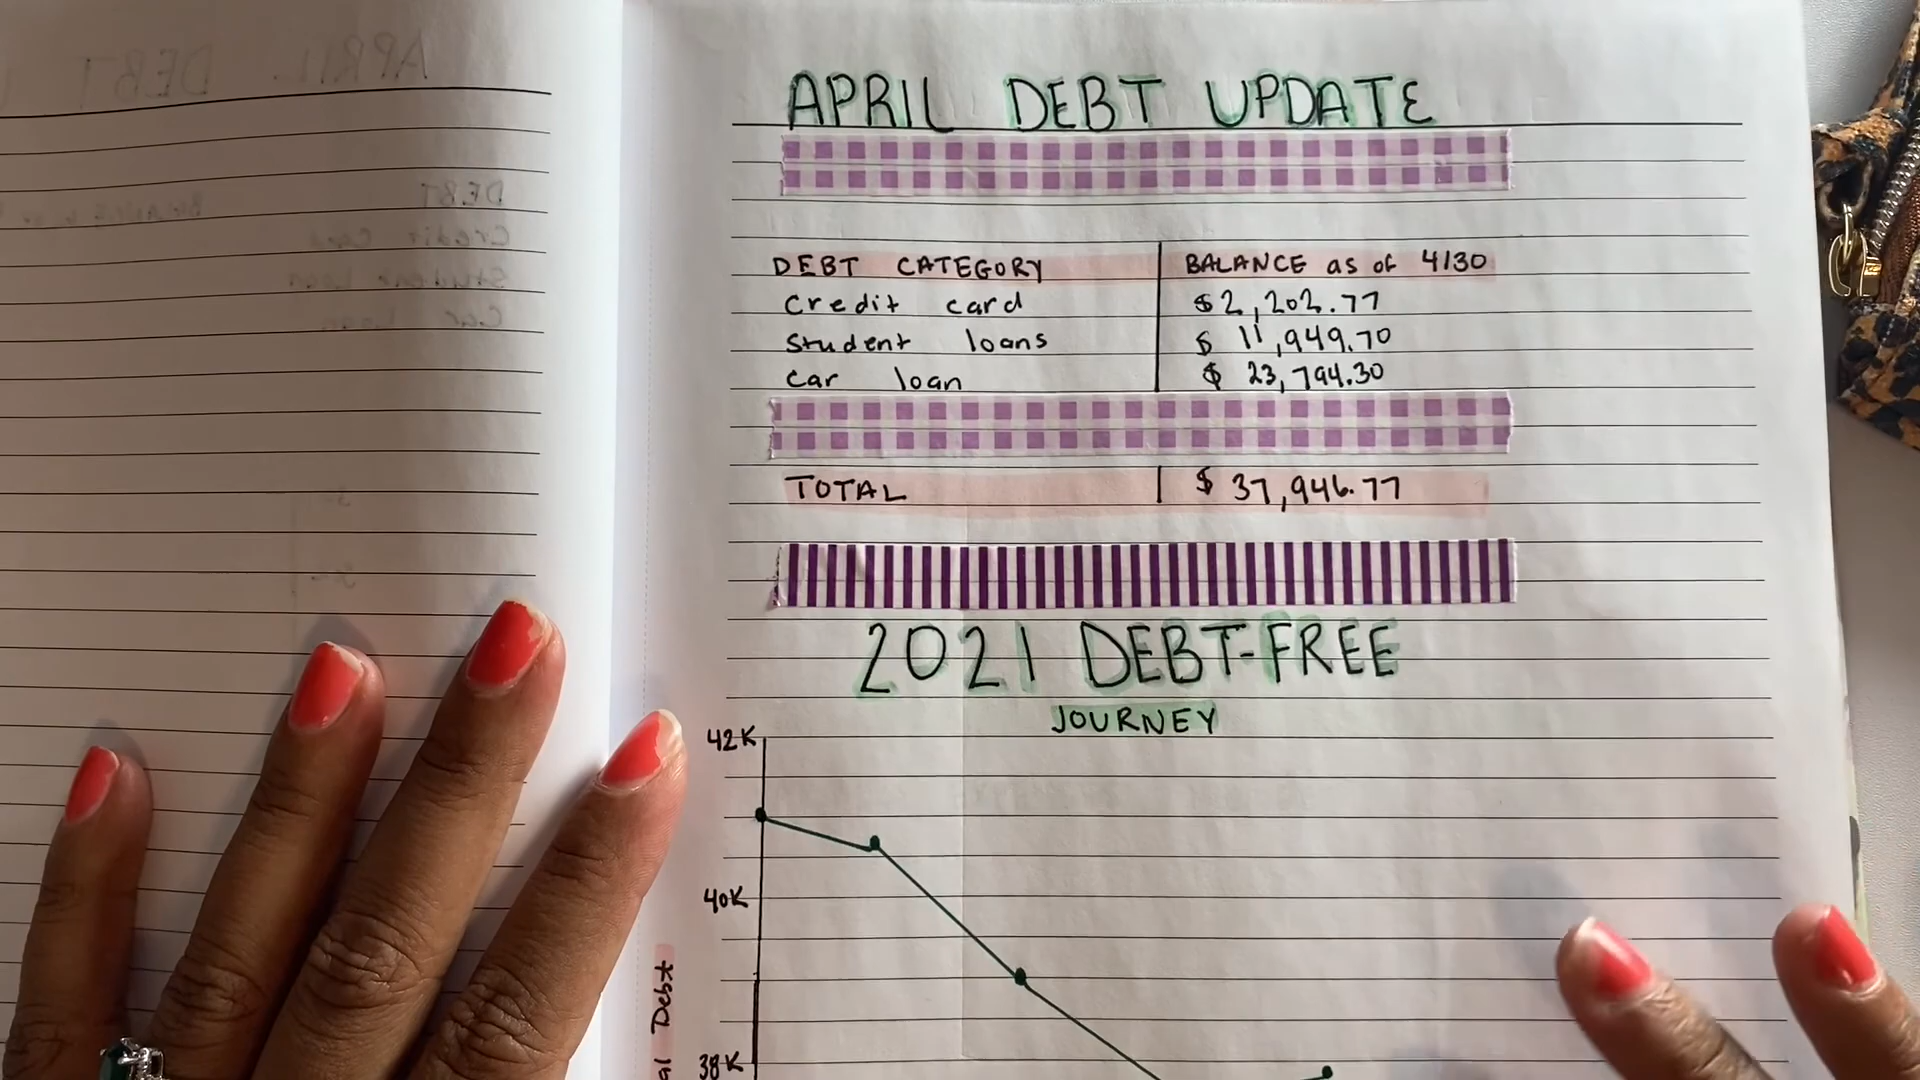 APRIL DEBT UPDATE
DEBT CATEGORY BALANCE as of 4/30
Credit card $2,202.77
Student loans $ 11,949.70
Car loan $ 23,794.30
TOTAL $ 37,946.77
2021 DEBT-FREE
JOURNEY
42K
40K
38K
Debt